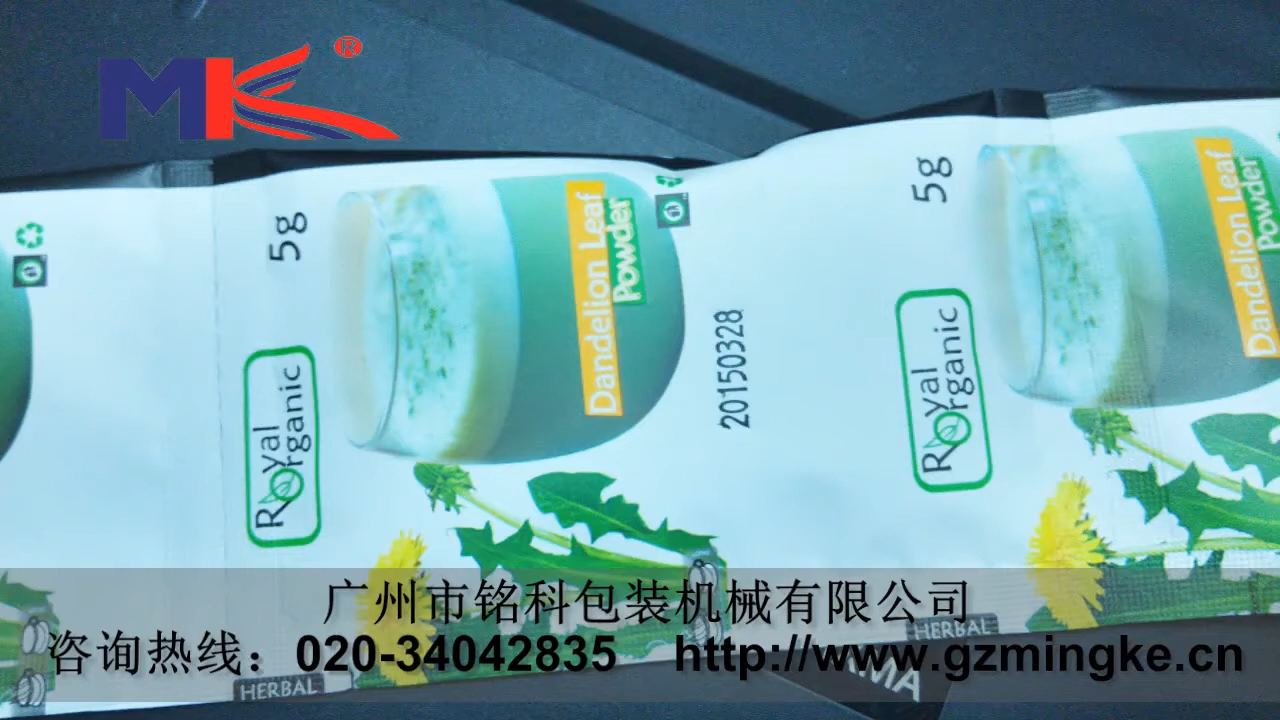 MK®
5g
Dandelion Leaf
Powder
Royal
Organic
20150328
HERBAL
5g
Dandelion Leaf
Powder
Royal
Organic
HERBAL
广州市铭科包装机械有限公司
咨询热线：020-34042835 http://www.gzmingke.cn